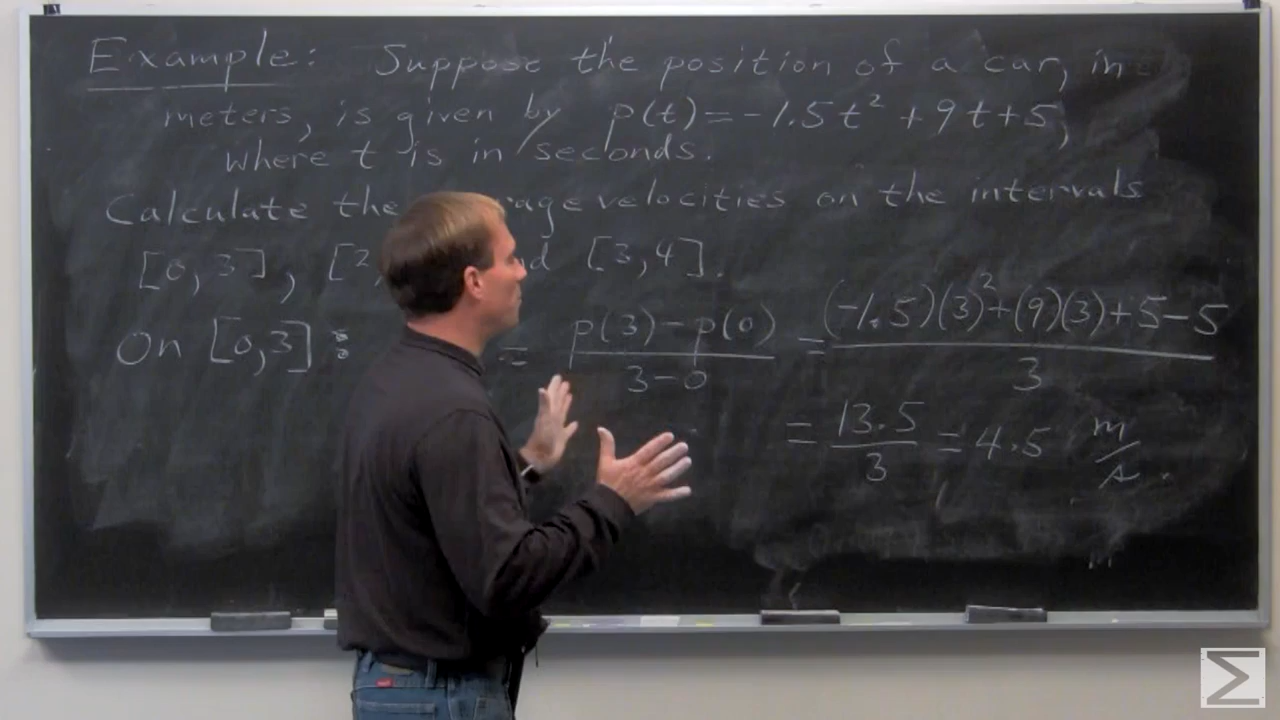 Example: Suppose the position of a car, in
meters, is given by p(t)=-1.5t² +9t+5,
where t is in seconds.
Calculate the rage velocities on the intervals
[0,3], [2, d [3,4].
On [0,3]: = p(3)-p(0) / 3-0 = (-1.5)(3)²+(9)(3)+5-5 / 3
= 13.5 / 3 = 4.5 m/s.
Σ